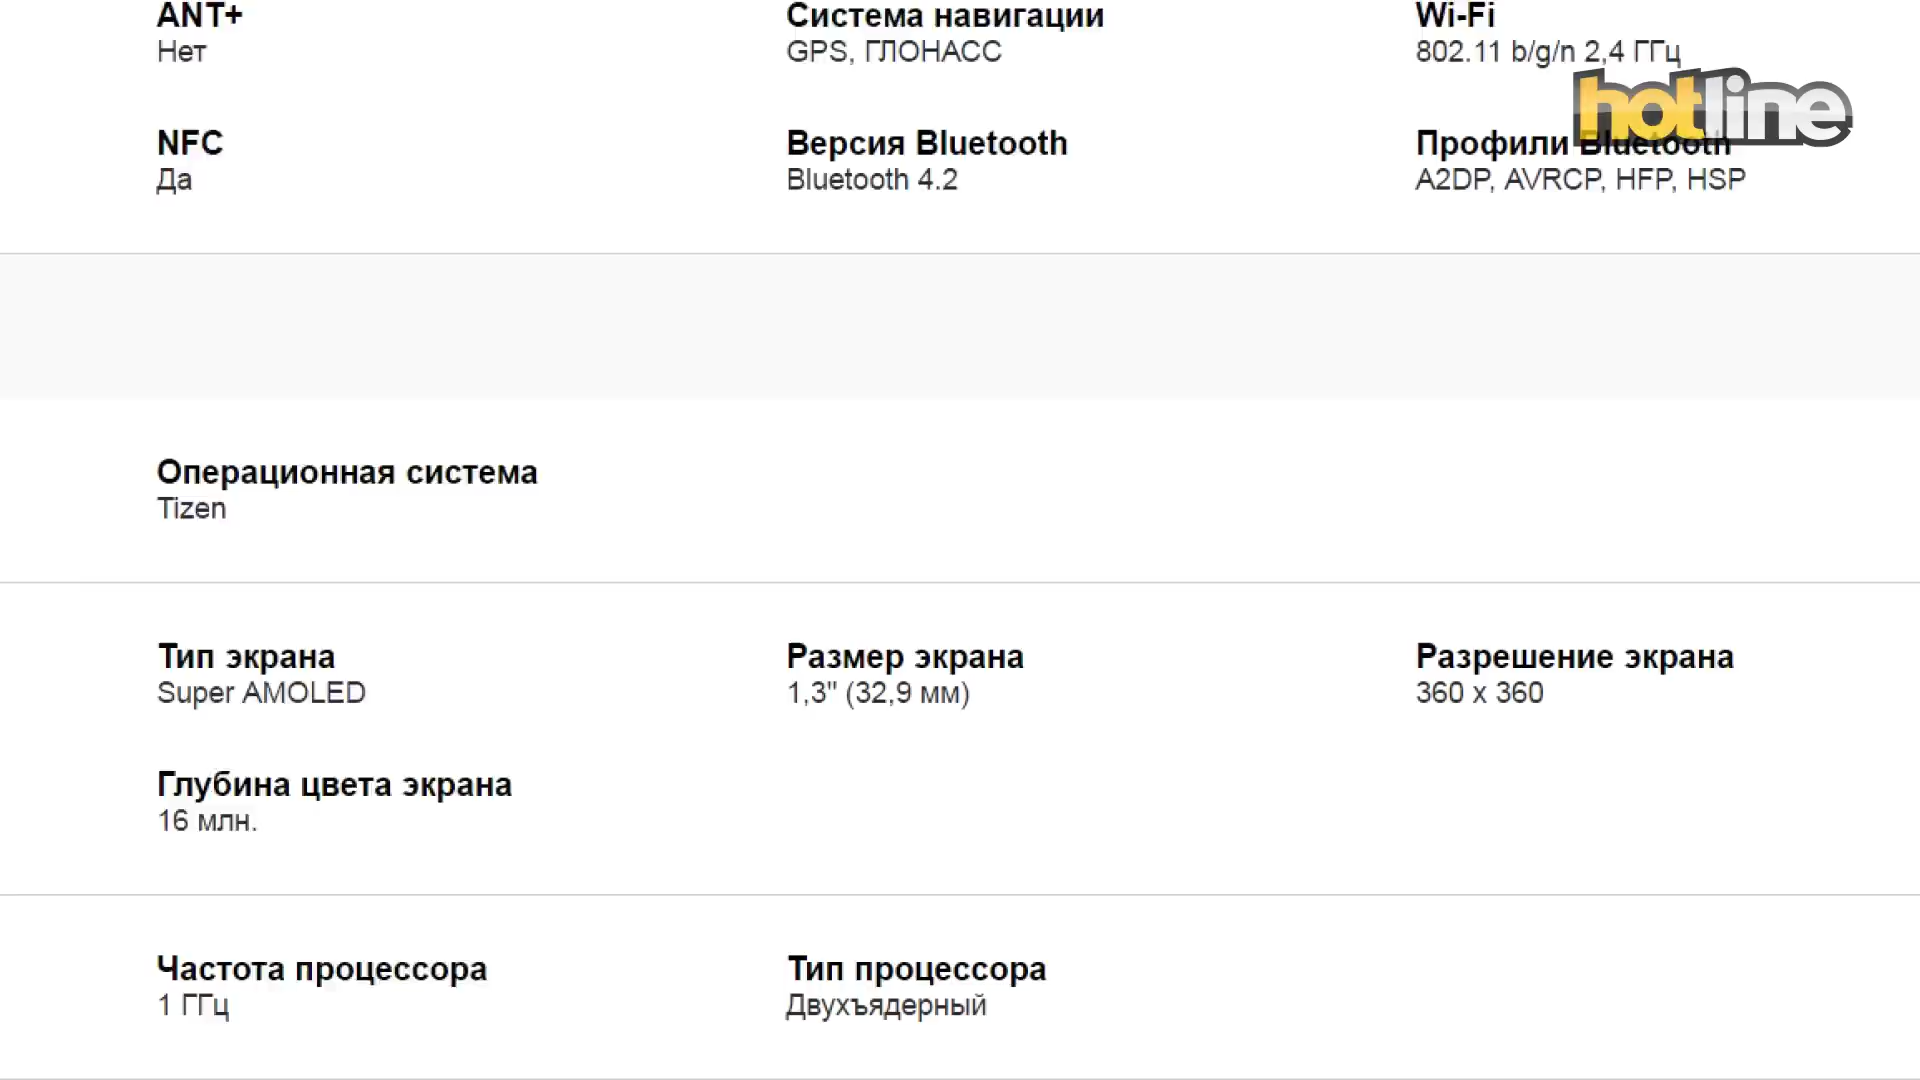 ANT+
Нет
Система навигации
GPS, ГЛОНАСС
Wi-Fi
802.11 b/g/n 2,4 ГГц
hotline
NFC
Да
Версия Bluetooth
Bluetooth 4.2
Профили Bluetooth
A2DP, AVRCP, HFP, HSP
Операционная система
Tizen
Тип экрана
Super AMOLED
Размер экрана
1,3" (32,9 мм)
Разрешение экрана
360 x 360
Глубина цвета экрана
16 млн.
Частота процессора
1 ГГц
Тип процессора
Двухъядерный